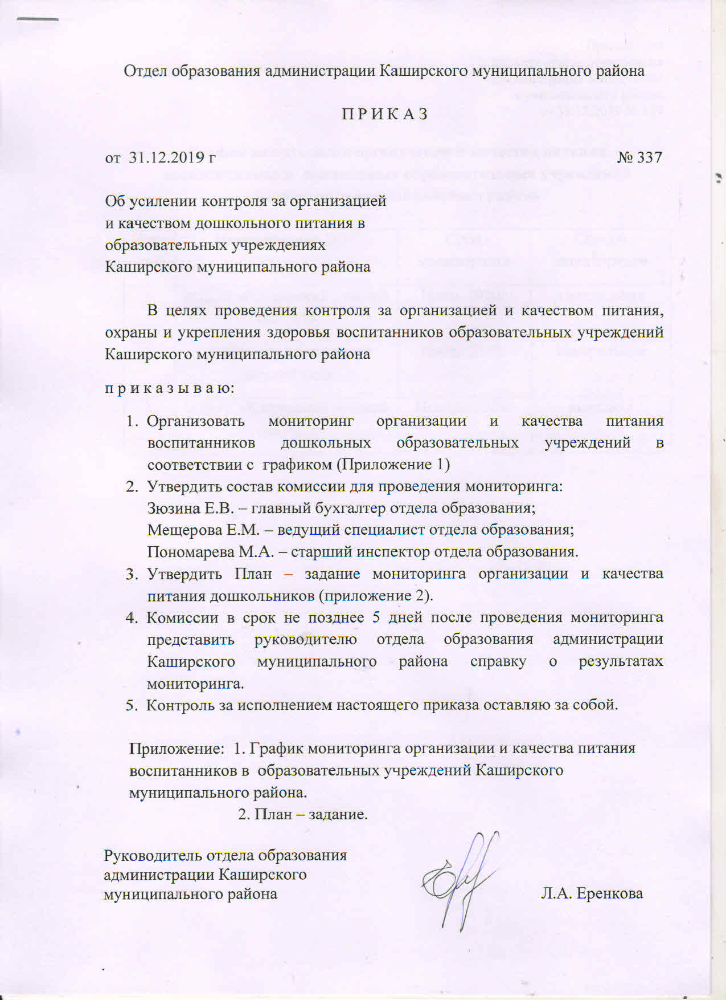 Отдел образования администрации Каширского муниципального района
П Р И К А З
от 31.12.2019 г № 337
Об усилении контроля за организацией
и качеством дошкольного питания в
образовательных учреждениях
Каширского муниципального района
В целях проведения контроля за организацией и качеством питания,
охраны и укрепления здоровья воспитанников образовательных учреждений
Каширского муниципального района
п р и к а з ы в а ю:
1. Организовать мониторинг организации и качества питания
воспитанников дошкольных образовательных учреждений в
соответствии с графиком (Приложение 1)
2. Утвердить состав комиссии для проведения мониторинга:
Зюзина Е.В. – главный бухгалтер отдела образования;
Мещерова Е.М. – ведущий специалист отдела образования;
Пономарева М.А. – старший инспектор отдела образования.
3. Утвердить План – задание мониторинга организации и качества
питания дошкольников (приложение 2).
4. Комиссии в срок не позднее 5 дней после проведения мониторинга
представить руководителю отдела образования администрации
Каширского муниципального района справку о результатах
мониторинга.
5. Контроль за исполнением настоящего приказа оставляю за собой.
Приложение: 1. График мониторинга организации и качества питания
воспитанников в образовательных учреждений Каширского
муниципального района.
2. План – задание.
Руководитель отдела образования
администрации Каширского
муниципального района Л.А. Еренкова